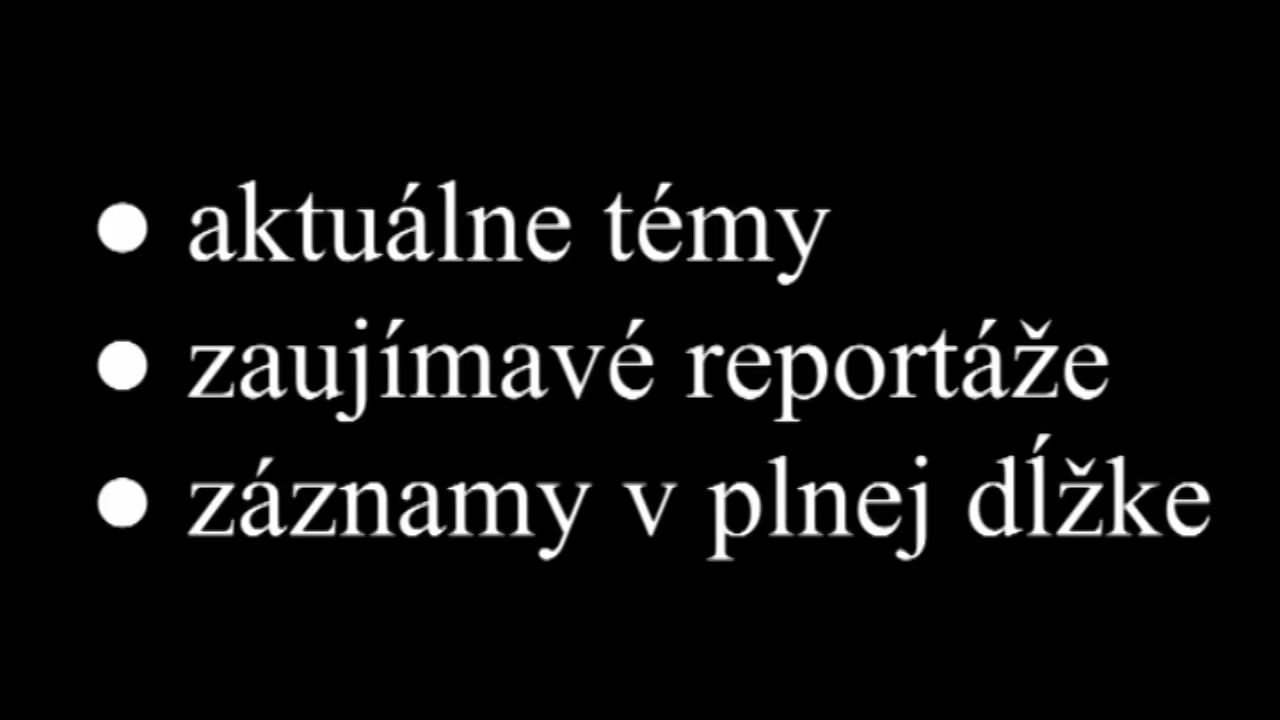 ● aktuálne témy
● zaujímavé reportáže
● záznamy v plnej dĺžke